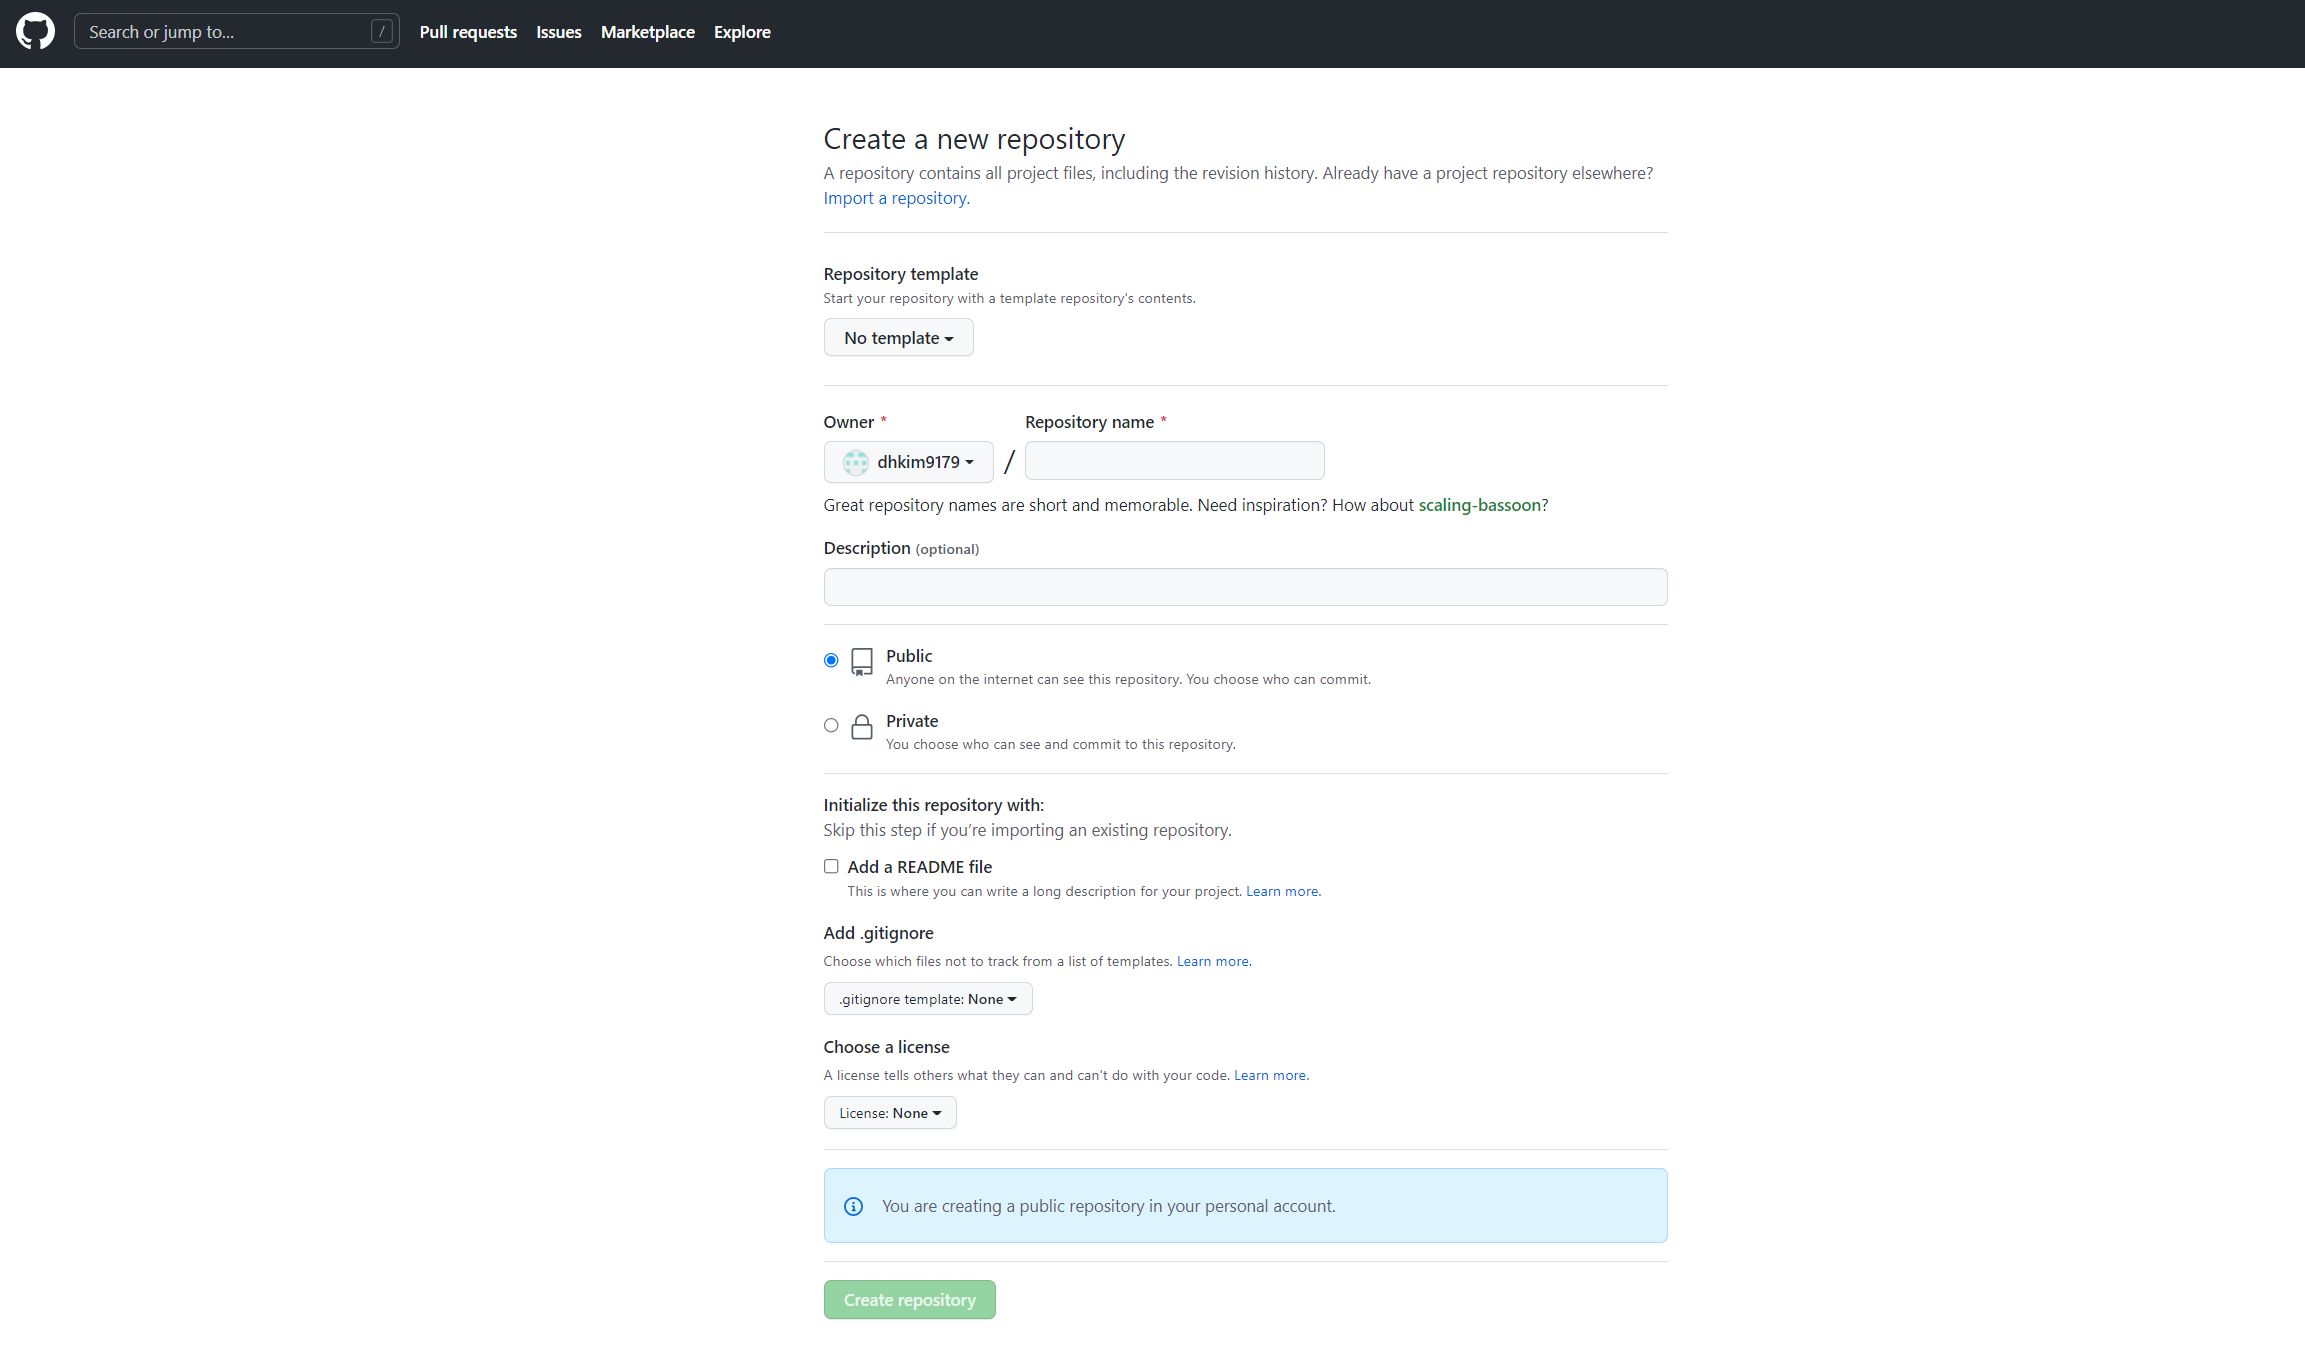 Search or jump to... /
Pull requests Issues Marketplace Explore
Create a new repository
A repository contains all project files, including the revision history. Already have a project repository elsewhere?
Import a repository.
Repository template
Start your repository with a template repository's contents.
No template
Owner * Repository name *
dhkim9179 /
Great repository names are short and memorable. Need inspiration? How about scaling-bassoon?
Description (optional)
Public
Anyone on the internet can see this repository. You choose who can commit.
Private
You choose who can see and commit to this repository.
Initialize this repository with:
Skip this step if you’re importing an existing repository.
Add a README file
This is where you can write a long description for your project. Learn more.
Add .gitignore
Choose which files not to track from a list of templates. Learn more.
.gitignore template: None
Choose a license
A license tells others what they can and can't do with your code. Learn more.
License: None
You are creating a public repository in your personal account.
Create repository